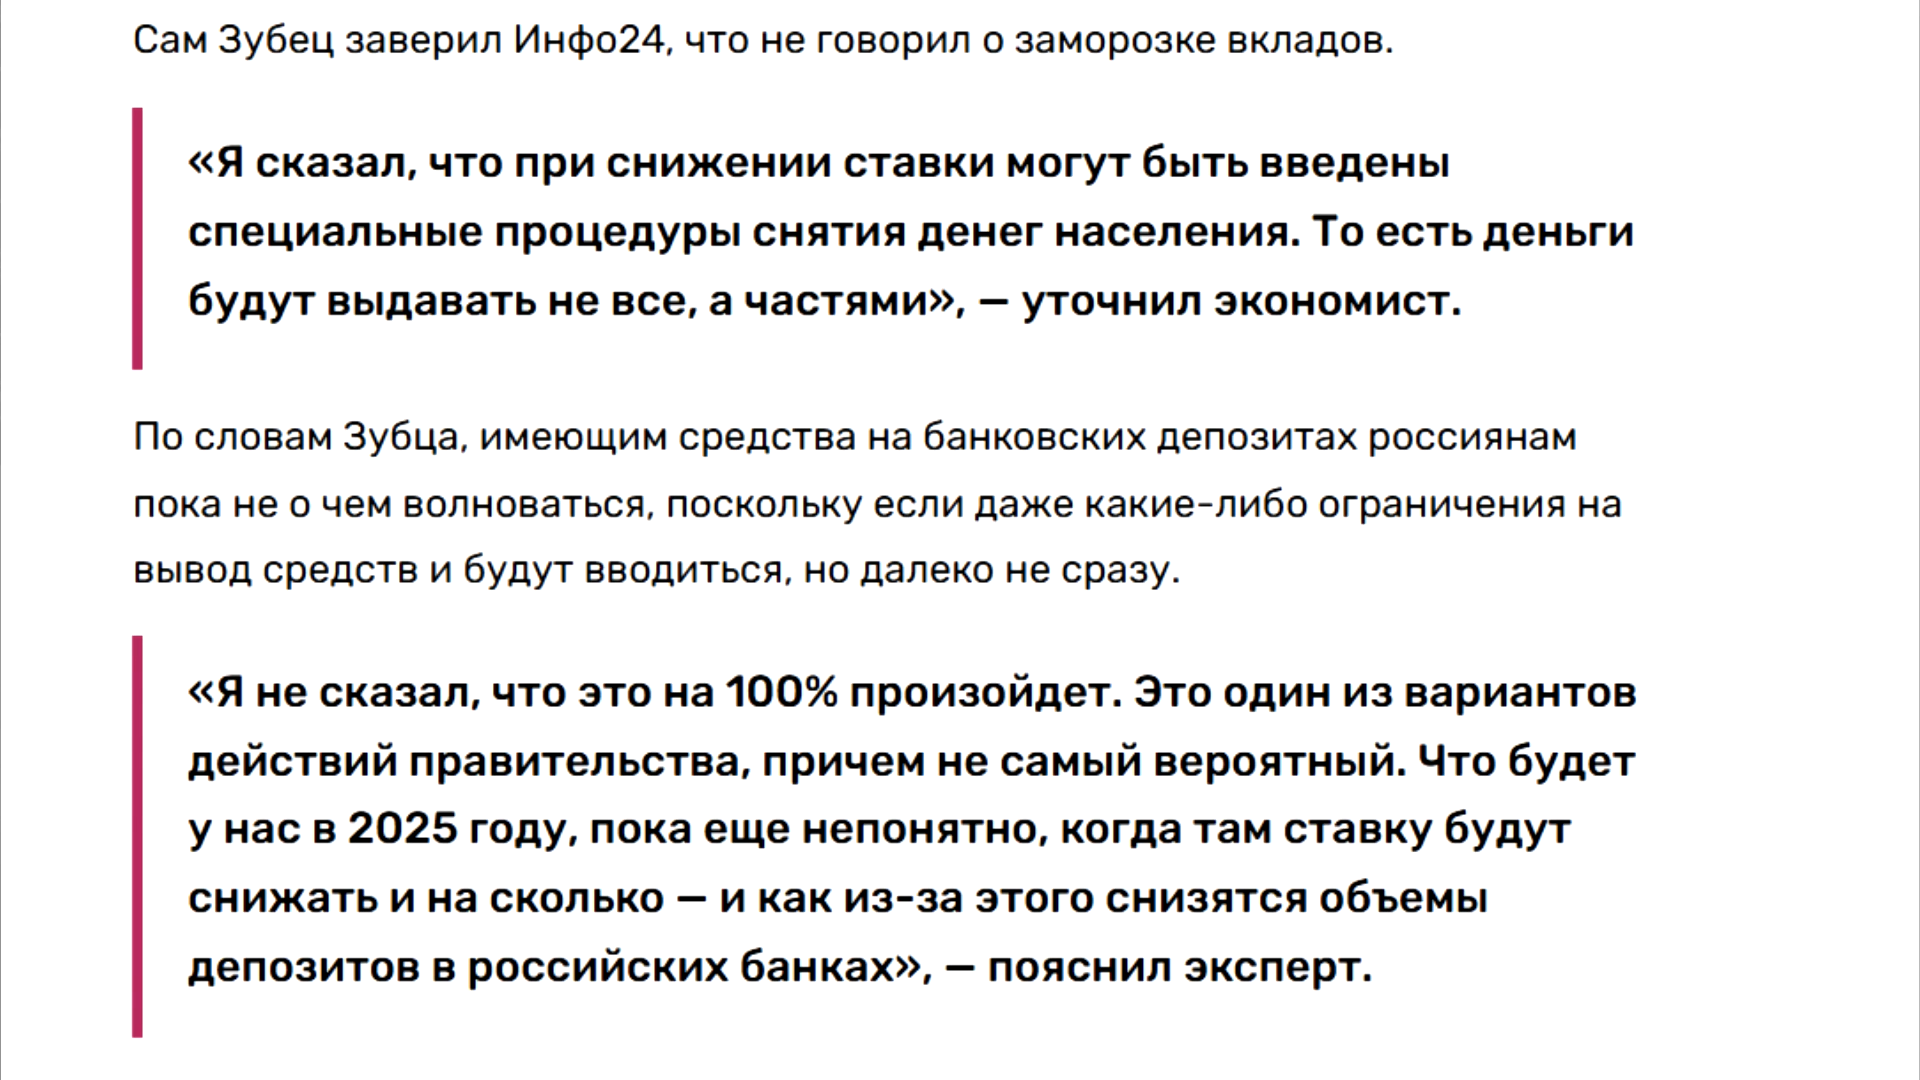 Сам Зубец заверил Инфо24, что не говорил о заморозке вкладов.
«Я сказал, что при снижении ставки могут быть введены
специальные процедуры снятия денег населения. То есть деньги
будут выдавать не все, а частями», — уточнил экономист.
По словам Зубца, имеющим средства на банковских депозитах россиянам
пока не о чем волноваться, поскольку если даже какие-либо ограничения на
вывод средств и будут вводиться, но далеко не сразу.
«Я не сказал, что это на 100% произойдет. Это один из вариантов
действий правительства, причем не самый вероятный. Что будет
у нас в 2025 году, пока еще непонятно, когда там ставку будут
снижать и на сколько — и как из-за этого снизятся объемы
депозитов в российских банках», — пояснил эксперт.